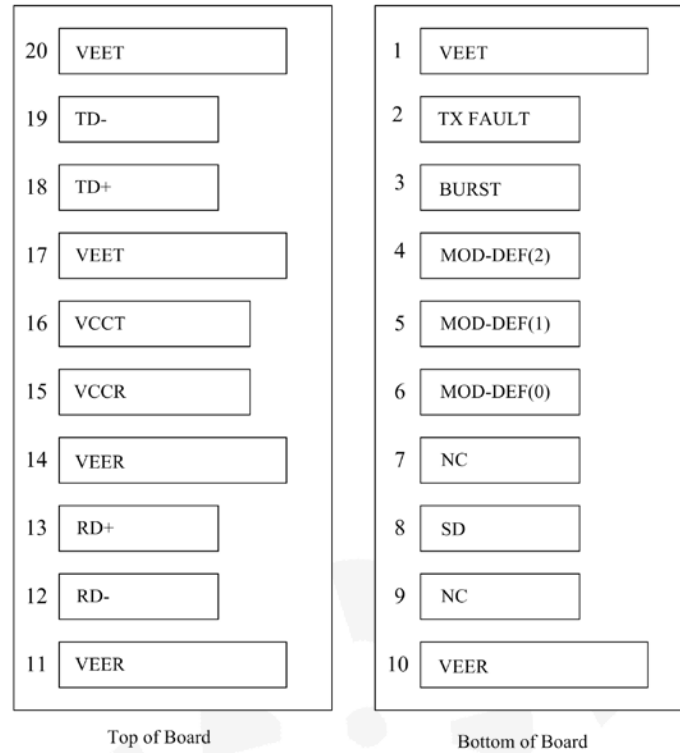 20 VEET
19 TD-
18 TD+
17 VEET
16 VCCT
15 VCCR
14 VEER
13 RD+
12 RD-
11 VEER
Top of Board
1 VEET
2 TX FAULT
3 BURST
4 MOD-DEF(2)
5 MOD-DEF(1)
6 MOD-DEF(0)
7 NC
8 SD
9 NC
10 VEER
Bottom of Board